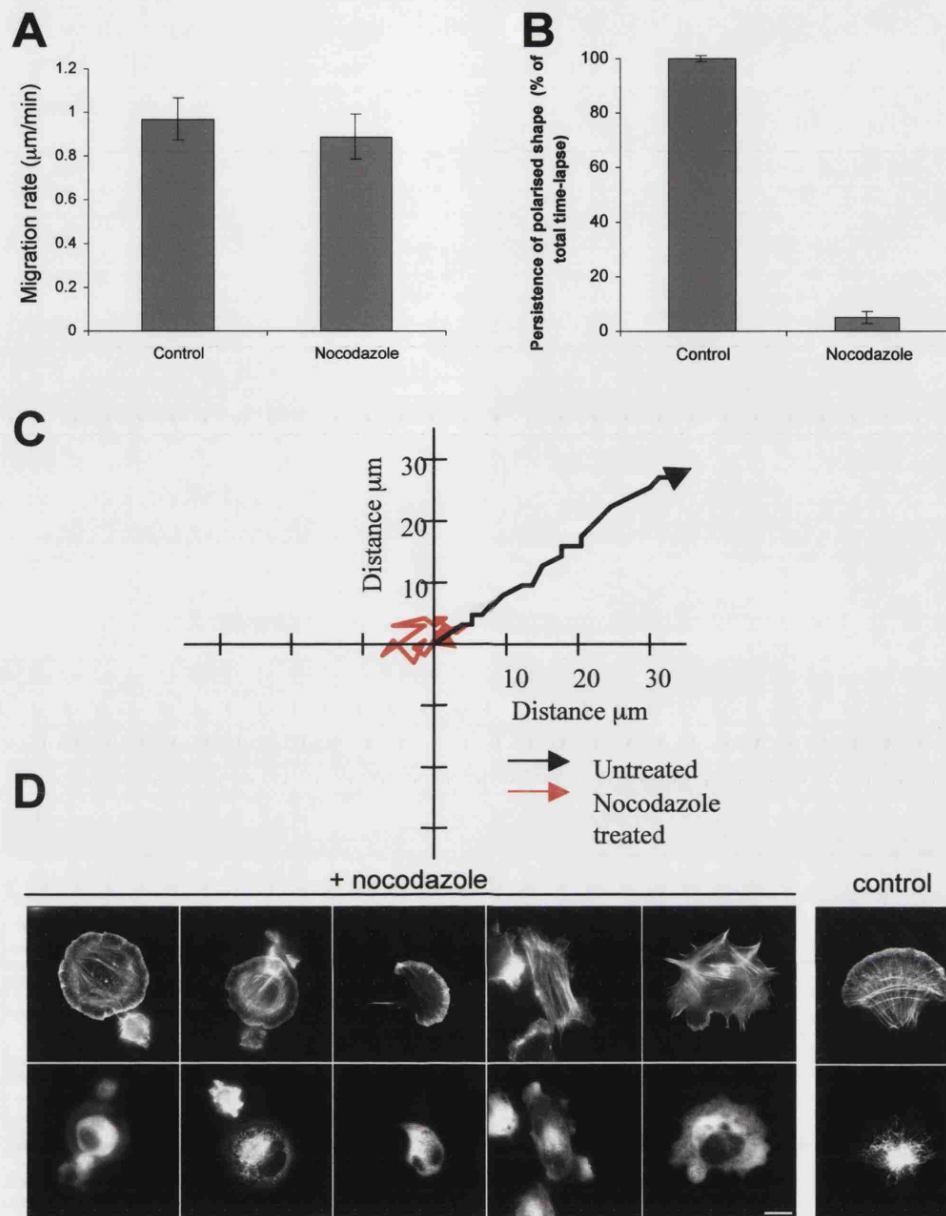 A
Migration rate (μm/min)
1.2
1
0.8
0.6
0.4
0.2
0
Control
Nocodazole
B
Persistence of polarised shape (% of
total time-lapse)
100
80
60
40
20
0
Control
Nocodazole
C
Distance μm
30
20
10
10
20
30
Distance μm
Untreated
Nocodazole
treated
D
+ nocodazole
control